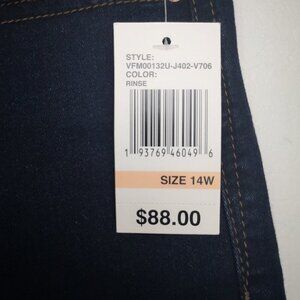 STYLE:
VFM00132U-J402-V706
COLOR:
RINSE
1 93769 46049 6
SIZE 14W
$88.00